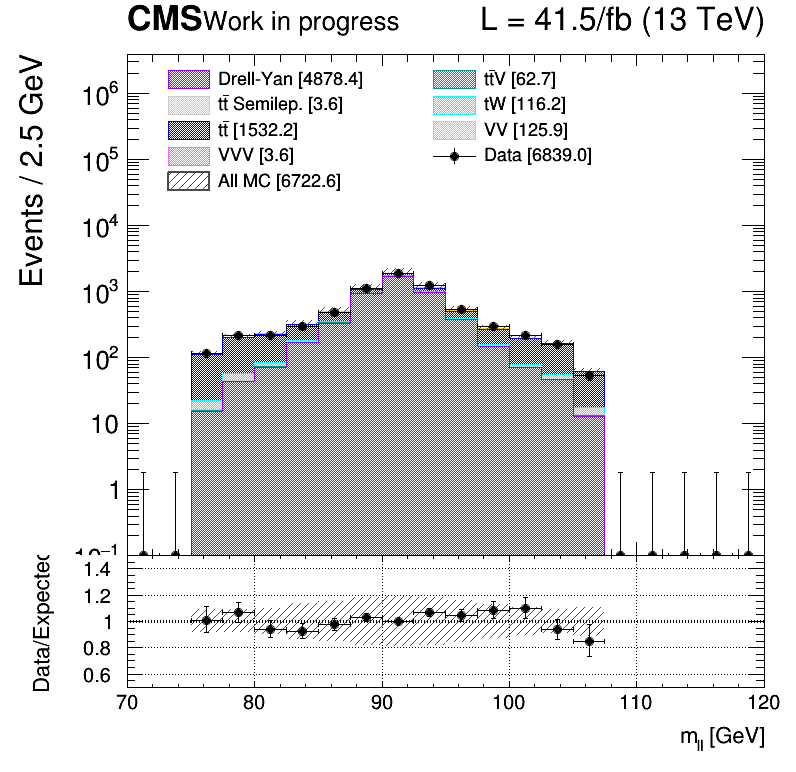 CMS Work in progress L = 41.5/fb (13 TeV)
Events / 2.5 GeV
Drell-Yan [4878.4]
tt̄ Semilep. [3.6]
tt̄ [1532.2]
VVV [3.6]
All MC [6722.6]
tt̄V [62.7]
tW [116.2]
VV [125.9]
Data [6839.0]
10⁶
10⁵
10⁴
10³
10²
10
1
10⁻¹
Data/Expected
1.4
1.2
1
0.8
0.6
70 80 90 100 110 120
m_ll [GeV]